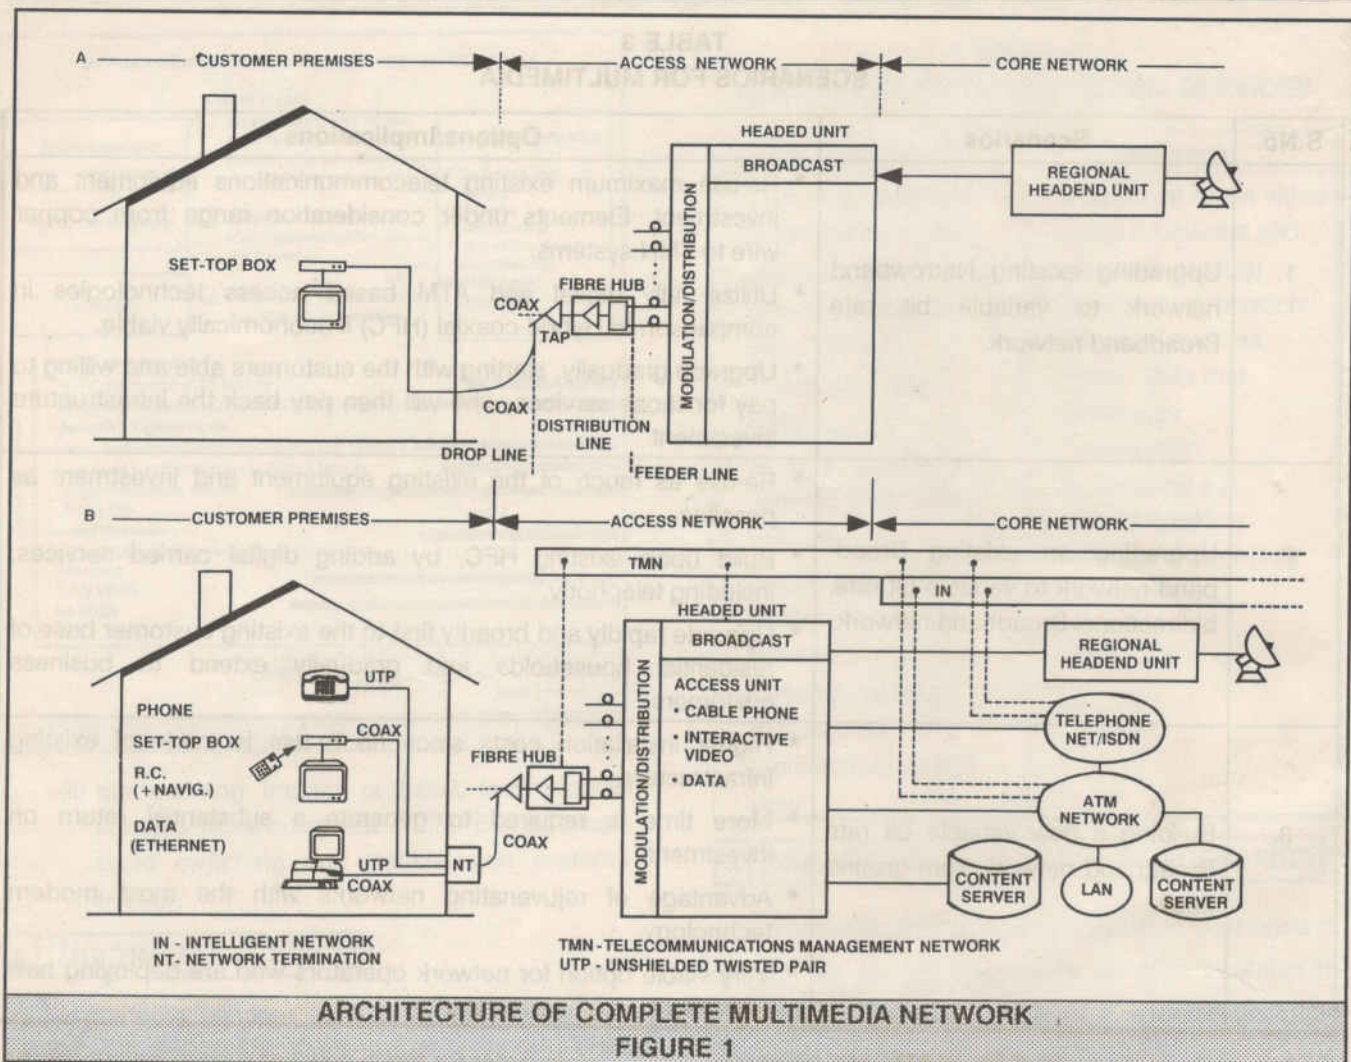 A CUSTOMER PREMISES ACCESS NETWORK CORE NETWORK
HEADED UNIT
BROADCAST
REGIONAL
HEADEND UNIT
MODULATION/DISTRIBUTION
SET-TOP BOX
FIBRE HUB
COAX
TAP
COAX
DISTRIBUTION
LINE
DROP LINE
FEEDER LINE
B CUSTOMER PREMISES ACCESS NETWORK CORE NETWORK
TMN
IN
HEADED UNIT
BROADCAST
REGIONAL
HEADEND UNIT
MODULATION/DISTRIBUTION
ACCESS UNIT
• CABLE PHONE
• INTERACTIVE
VIDEO
• DATA
UTP
PHONE
SET-TOP BOX
COAX
R.C.
(+NAVIG.)
DATA
(ETHERNET)
UTP
COAX
NT
FIBRE HUB
COAX
TELEPHONE
NET/ISDN
ATM
NETWORK
CONTENT
SERVER
LAN
CONTENT
SERVER
IN - INTELLIGENT NETWORK
NT- NETWORK TERMINATION
TMN - TELECOMMUNICATIONS MANAGEMENT NETWORK
UTP - UNSHIELDED TWISTED PAIR
ARCHITECTURE OF COMPLETE MULTIMEDIA NETWORK
FIGURE 1